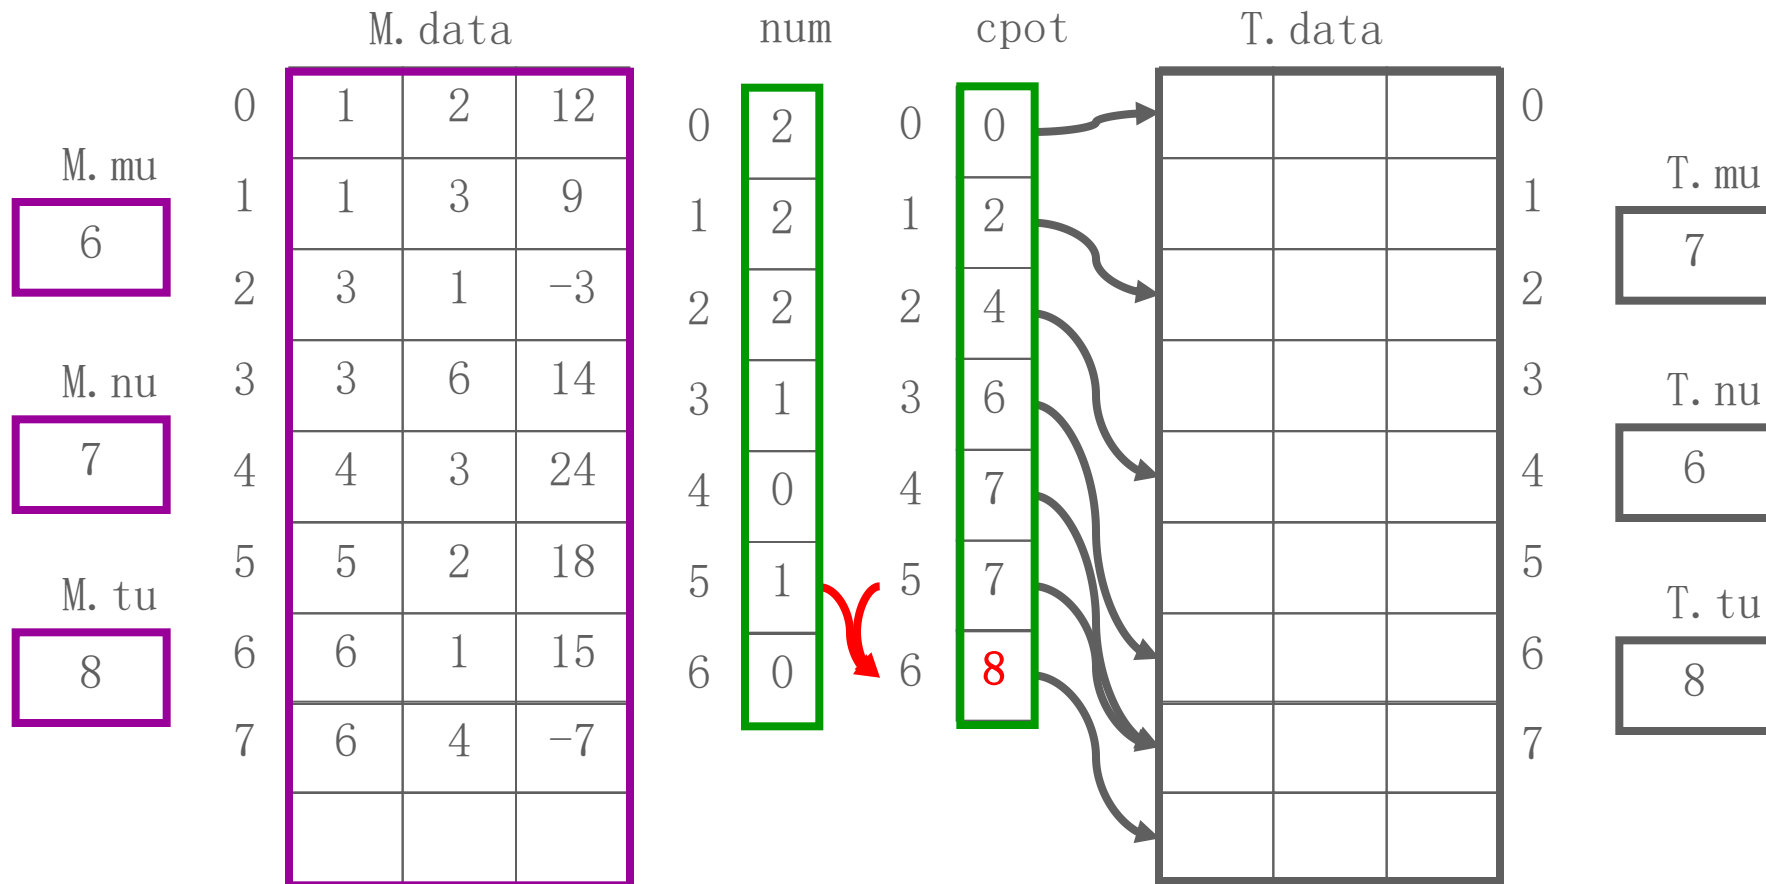 M.data num cpot T.data
0 1 2 12 0 2 0 0 0
M.mu T.mu
1 1 3 9 1 2 1 2 1
6 7
2 3 1 -3 2 2 2 4 2
M.nu T.nu
3 3 6 14 3 1 3 6 3
7 6
4 4 3 24 4 0 4 7 4
5 5 2 18 5 1 5 7 5
M.tu T.tu
6 6 1 15 6 0 6 8 6
8 8
7 6 4 -7 7